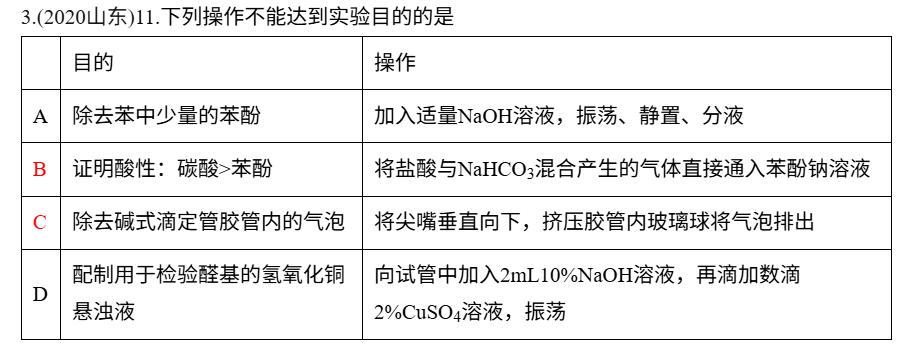 3.(2020山东)11.下列操作不能达到实验目的的是
目的 操作
A 除去苯中少量的苯酚 加入适量NaOH溶液，振荡、静置、分液
B 证明酸性：碳酸>苯酚 将盐酸与NaHCO₃混合产生的气体直接通入苯酚钠溶液
C 除去碱式滴定管胶管内的气泡 将尖嘴垂直向下，挤压胶管内玻璃球将气泡排出
D 配制用于检验醛基的氢氧化铜
悬浊液 向试管中加入2mL10%NaOH溶液，再滴加数滴
2%CuSO₄溶液，振荡